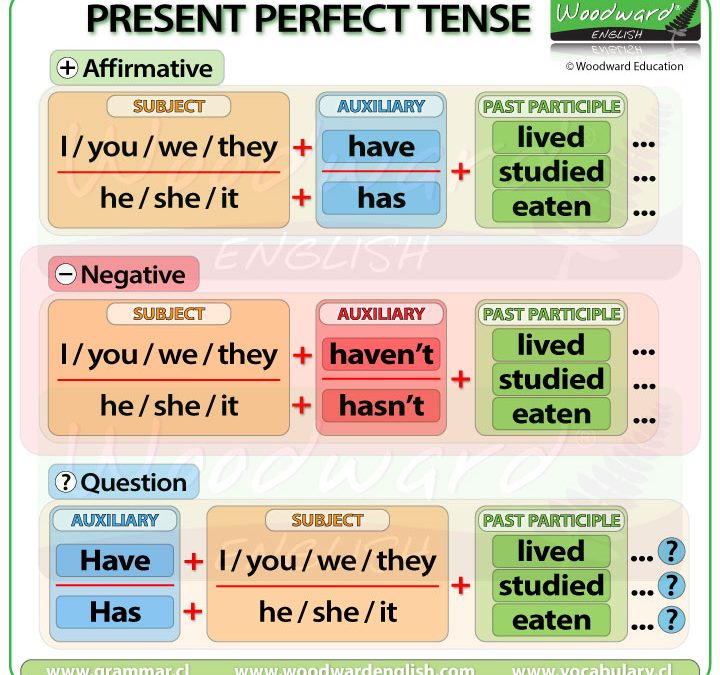 PRESENT PERFECT TENSE
Woodward®
ENGLISH
© Woodward Education
+ Affirmative
SUBJECT AUXILIARY PAST PARTICIPLE
I / you / we / they + have
he / she / it + has
+
lived ...
studied ...
eaten ...
− Negative
SUBJECT AUXILIARY PAST PARTICIPLE
I / you / we / they + haven't
he / she / it + hasn't
+
lived ...
studied ...
eaten ...
? Question
AUXILIARY SUBJECT PAST PARTICIPLE
Have + I / you / we / they
Has + he / she / it
+
lived ... ?
studied ... ?
eaten ... ?
www.grammar.cl www.woodwardenglish.com www.vocabulary.cl